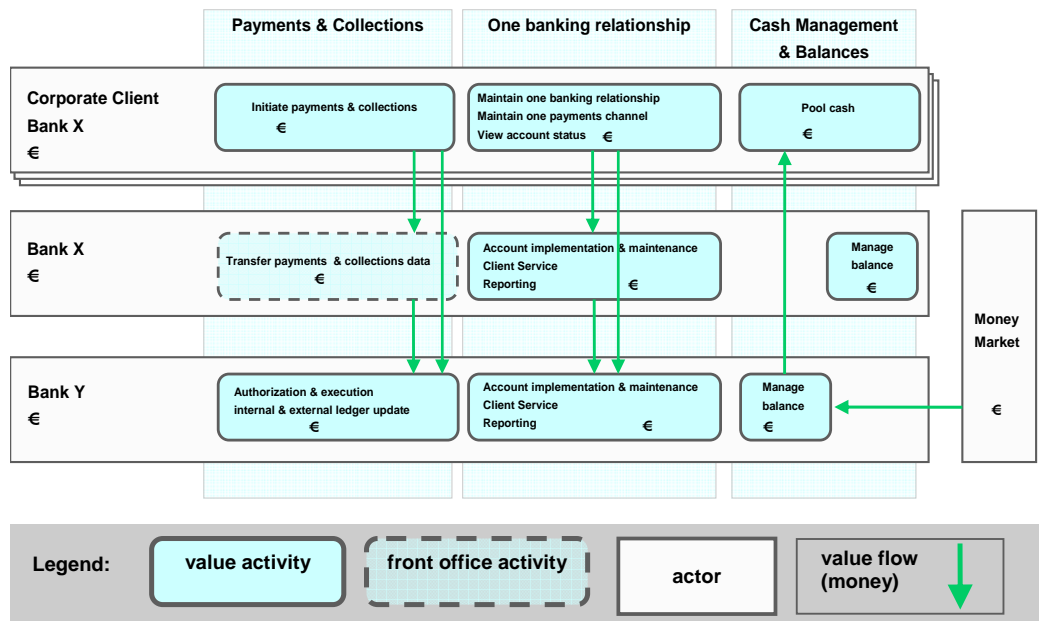 Payments & Collections
One banking relationship
Cash Management
& Balances
Corporate Client
Bank X
€
Initiate payments & collections
€
Maintain one banking relationship
Maintain one payments channel
View account status €
Pool cash
€
Bank X
€
Transfer payments & collections data
€
Account implementation & maintenance
Client Service
Reporting €
Manage
balance
€
Money
Market
€
Bank Y
€
Authorization & execution
internal & external ledger update
€
Account implementation & maintenance
Client Service
Reporting €
Manage
balance
€
Legend:
value activity
front office activity
actor
value flow
(money)